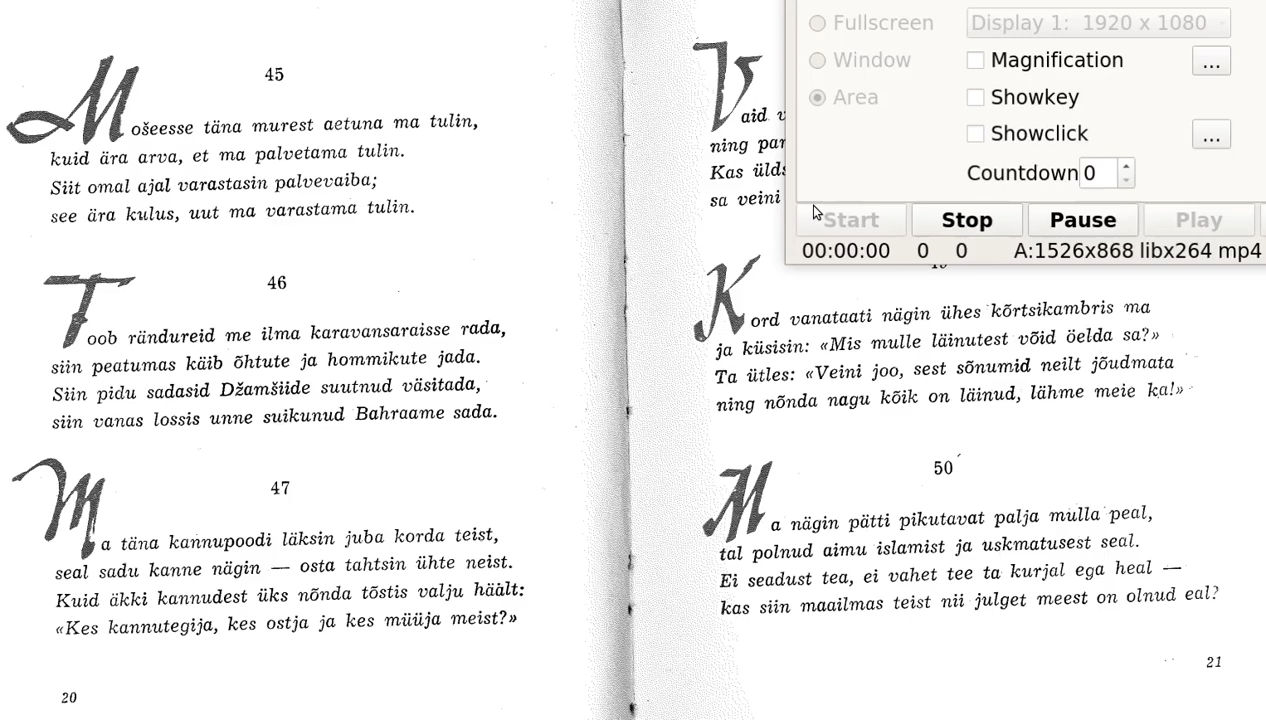 45
Mošeesse täna murest aetuna ma tulin,
kuid ära arva, et ma palvetama tulin.
Siit omal ajal varastasin palvevaiba;
see ära kulus, uut ma varastama tulin.
46
Toob rändureid me ilma karavansaraisse rada,
siin peatumas käib õhtute ja hommikute jada.
Siin pidu sadasid Džamšiide suutnud väsitada,
siin vanas lossis unne suikunud Bahraame sada.
47
Ma täna kannupoodi läksin juba korda teist,
seal sadu kanne nägin — osta tahtsin ühte neist.
Kuid äkki kannudest üks nõnda tõstis valju häält:
«Kes kannutegija, kes ostja ja kes müüja meist?»
20
Vaid
ning
Kas
sa veini
Kord vanataati nägin ühes kõrtsikambris ma
ja küsisin: «Mis mulle läinutest võid öelda sa?»
Ta ütles: «Veini joo, sest sõnumid neilt jõudmata
ning nõnda nagu kõik on läinud, lähme meie ka!»
50
Ma nägin pätti pikutavat palja mulla peal,
tal polnud aimu islamist ja uskmatusest seal.
Ei seadust tea, ei vahet tee ta kurjal ega heal —
kas siin maailmas teist nii julget meest on olnud eal?
21
Fullscreen
Display 1: 1920 x 1080
Window
Magnification
...
Area
Showkey
Showclick
...
Countdown 0
Start
Stop
Pause
Play
00:00:00 0 0 A:1526x868 libx264 mp4